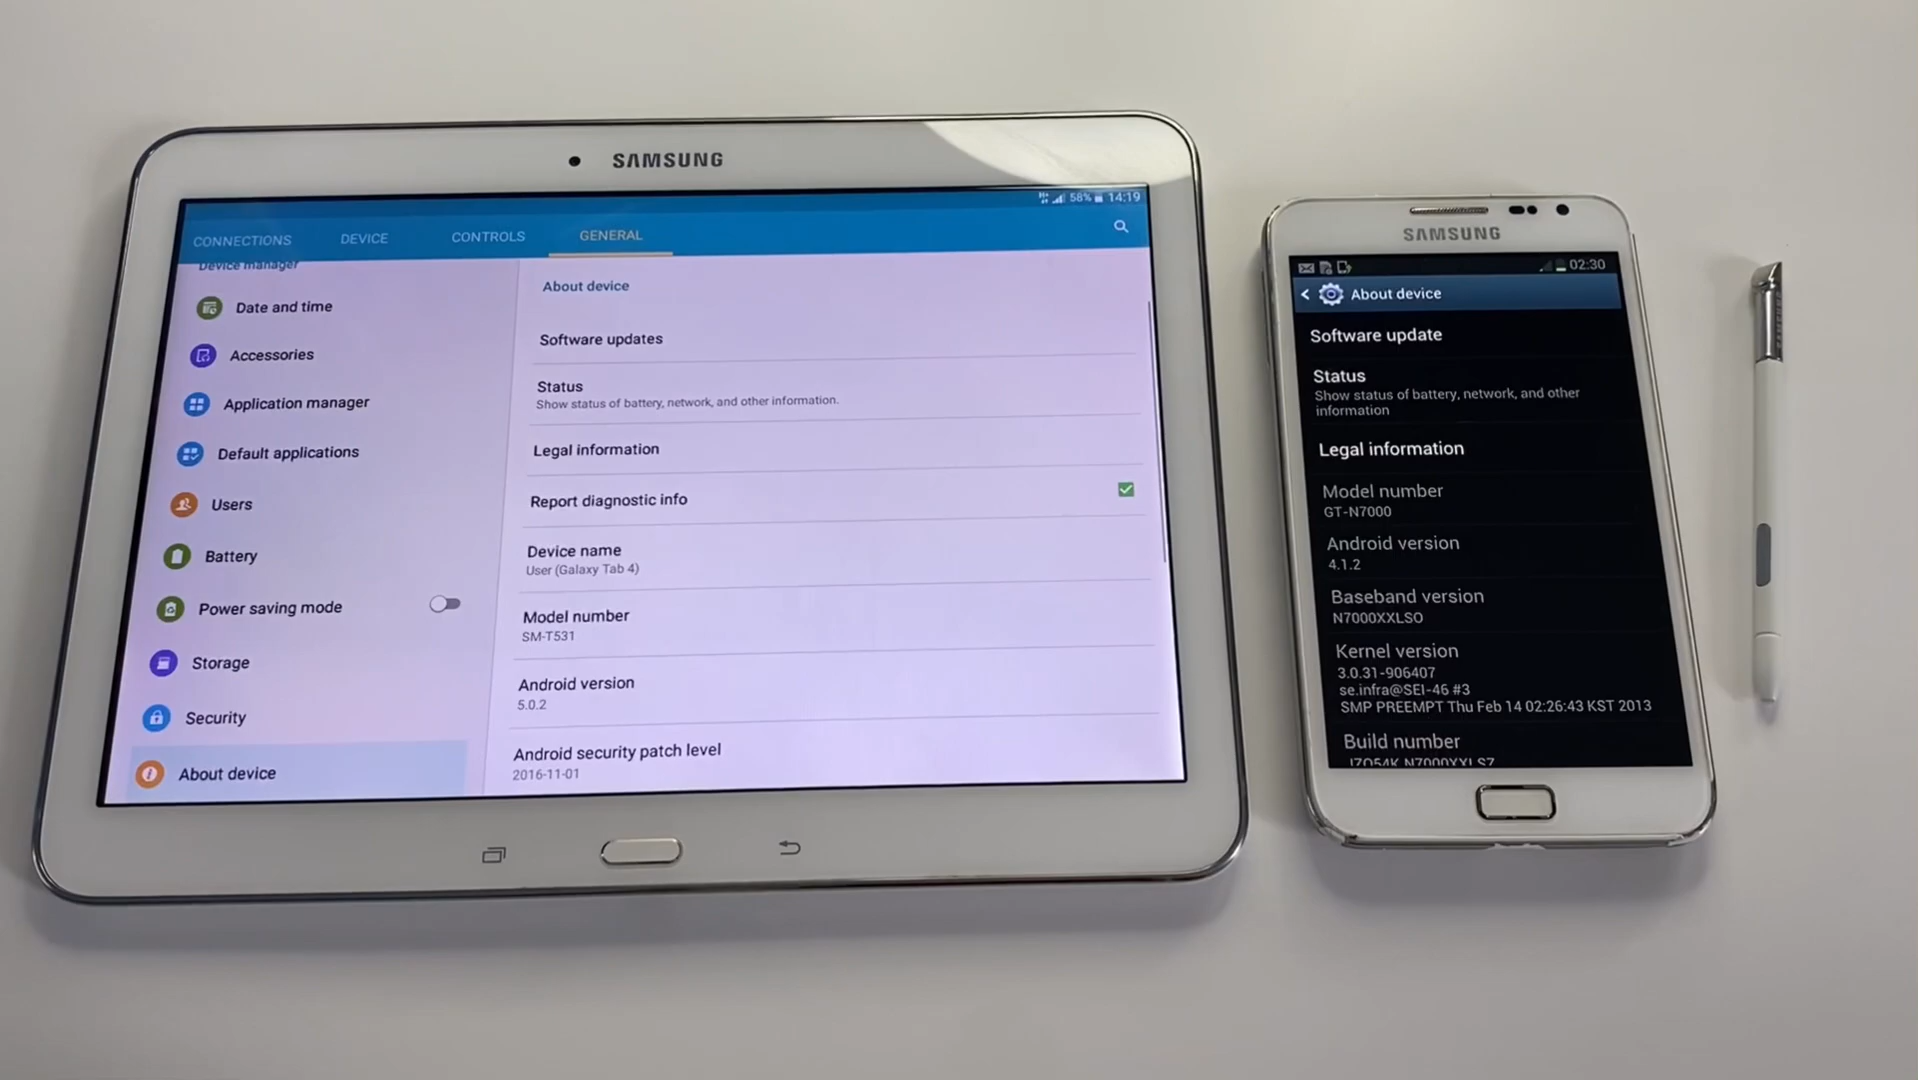 SAMSUNG
58% 14:19
CONNECTIONS DEVICE CONTROLS GENERAL
Device manager
Date and time
Accessories
Application manager
Default applications
Users
Battery
Power saving mode
Storage
Security
About device
About device
Software updates
Status
Show status of battery, network, and other information.
Legal information
Report diagnostic info
Device name
User (Galaxy Tab 4)
Model number
SM-T531
Android version
5.0.2
Android security patch level
2016-11-01
SAMSUNG
02:30
About device
Software update
Status
Show status of battery, network, and other
information
Legal information
Model number
GT-N7000
Android version
4.1.2
Baseband version
N7000XXLSO
Kernel version
3.0.31-906407
se.infra@SEI-46 #3
SMP PREEMPT Thu Feb 14 02:26:43 KST 2013
Build number
JZO54K.N7000XXLSZ